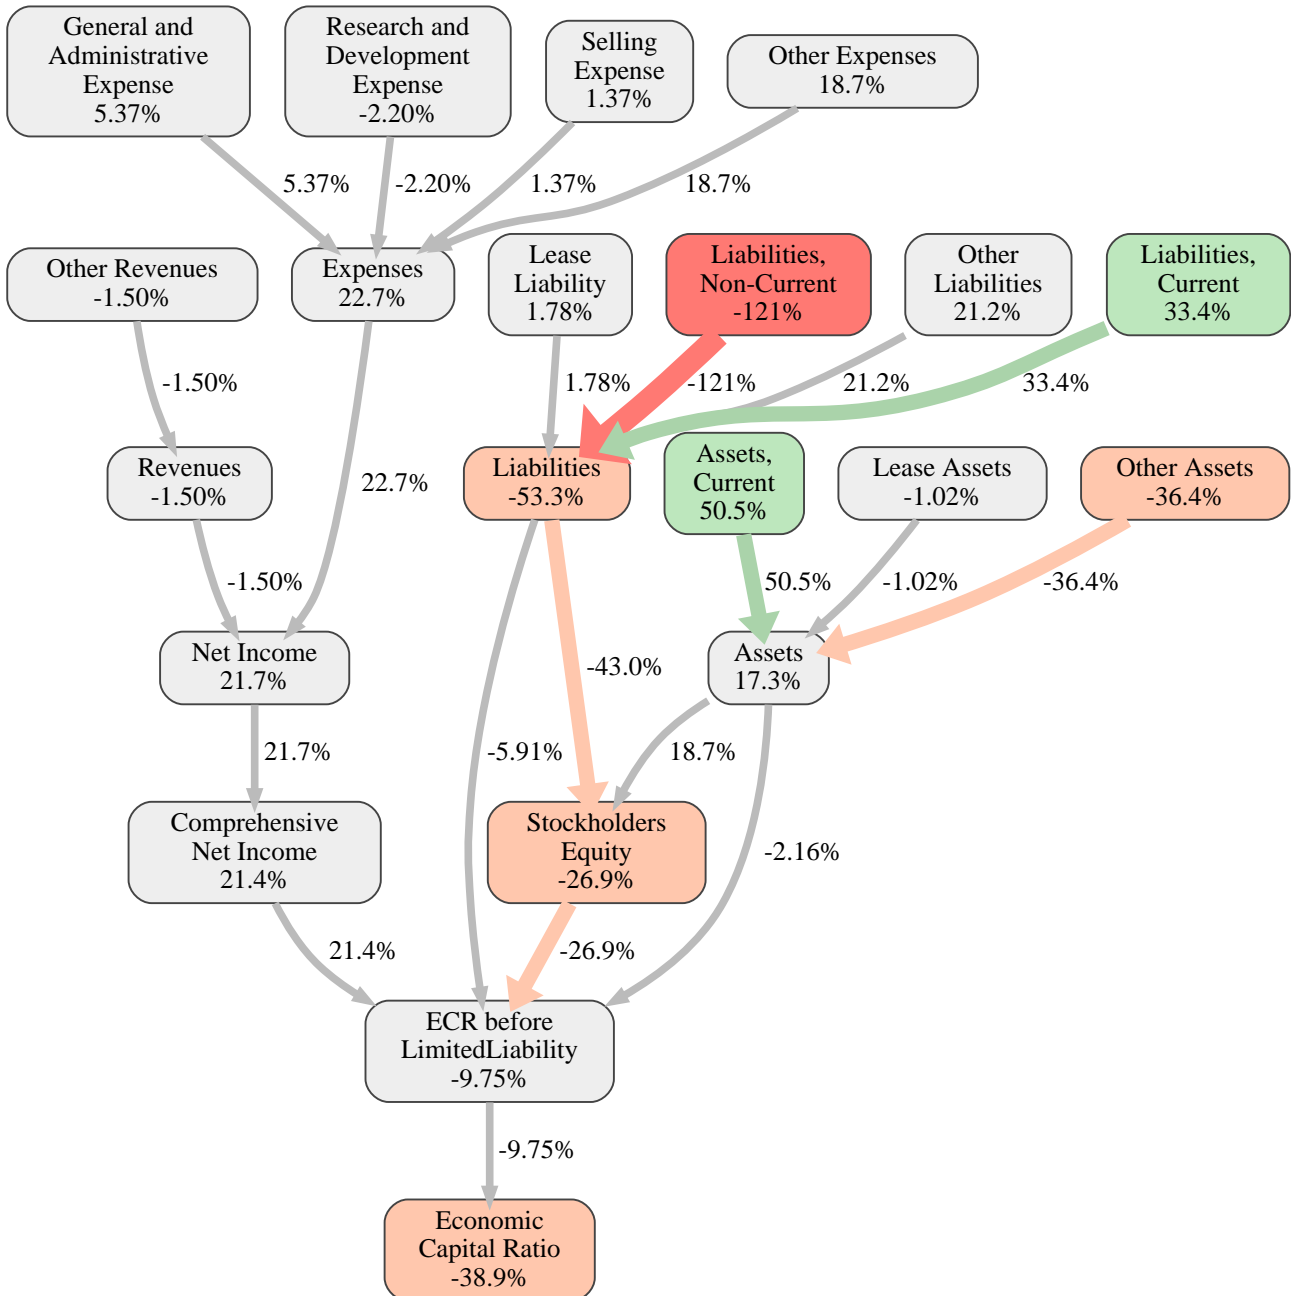 General and
Administrative
Expense
5.37%
Research and
Development
Expense
-2.20%
Selling
Expense
1.37%
Other Expenses
18.7%
5.37%
-2.20%
1.37%
18.7%
Other Revenues
-1.50%
Expenses
22.7%
Lease
Liability
1.78%
Liabilities,
Non-Current
-121%
Other
Liabilities
21.2%
Liabilities,
Current
33.4%
-1.50%
1.78%
-121%
21.2%
33.4%
Revenues
-1.50%
22.7%
Liabilities
-53.3%
Assets,
Current
50.5%
Lease Assets
-1.02%
Other Assets
-36.4%
-1.50%
50.5%
-1.02%
-36.4%
Net Income
21.7%
-43.0%
Assets
17.3%
21.7%
-5.91%
18.7%
Comprehensive
Net Income
21.4%
Stockholders
Equity
-26.9%
-2.16%
21.4%
-26.9%
ECR before
LimitedLiability
-9.75%
-9.75%
Economic
Capital Ratio
-38.9%